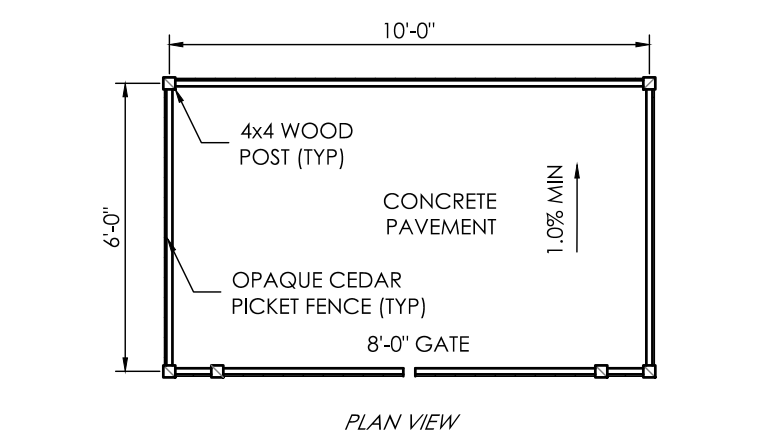 10'-0"
4x4 WOOD
POST (TYP)
6'-0"
CONCRETE
PAVEMENT
1.0% MIN
OPAQUE CEDAR
PICKET FENCE (TYP)
8'-0" GATE
PLAN VIEW